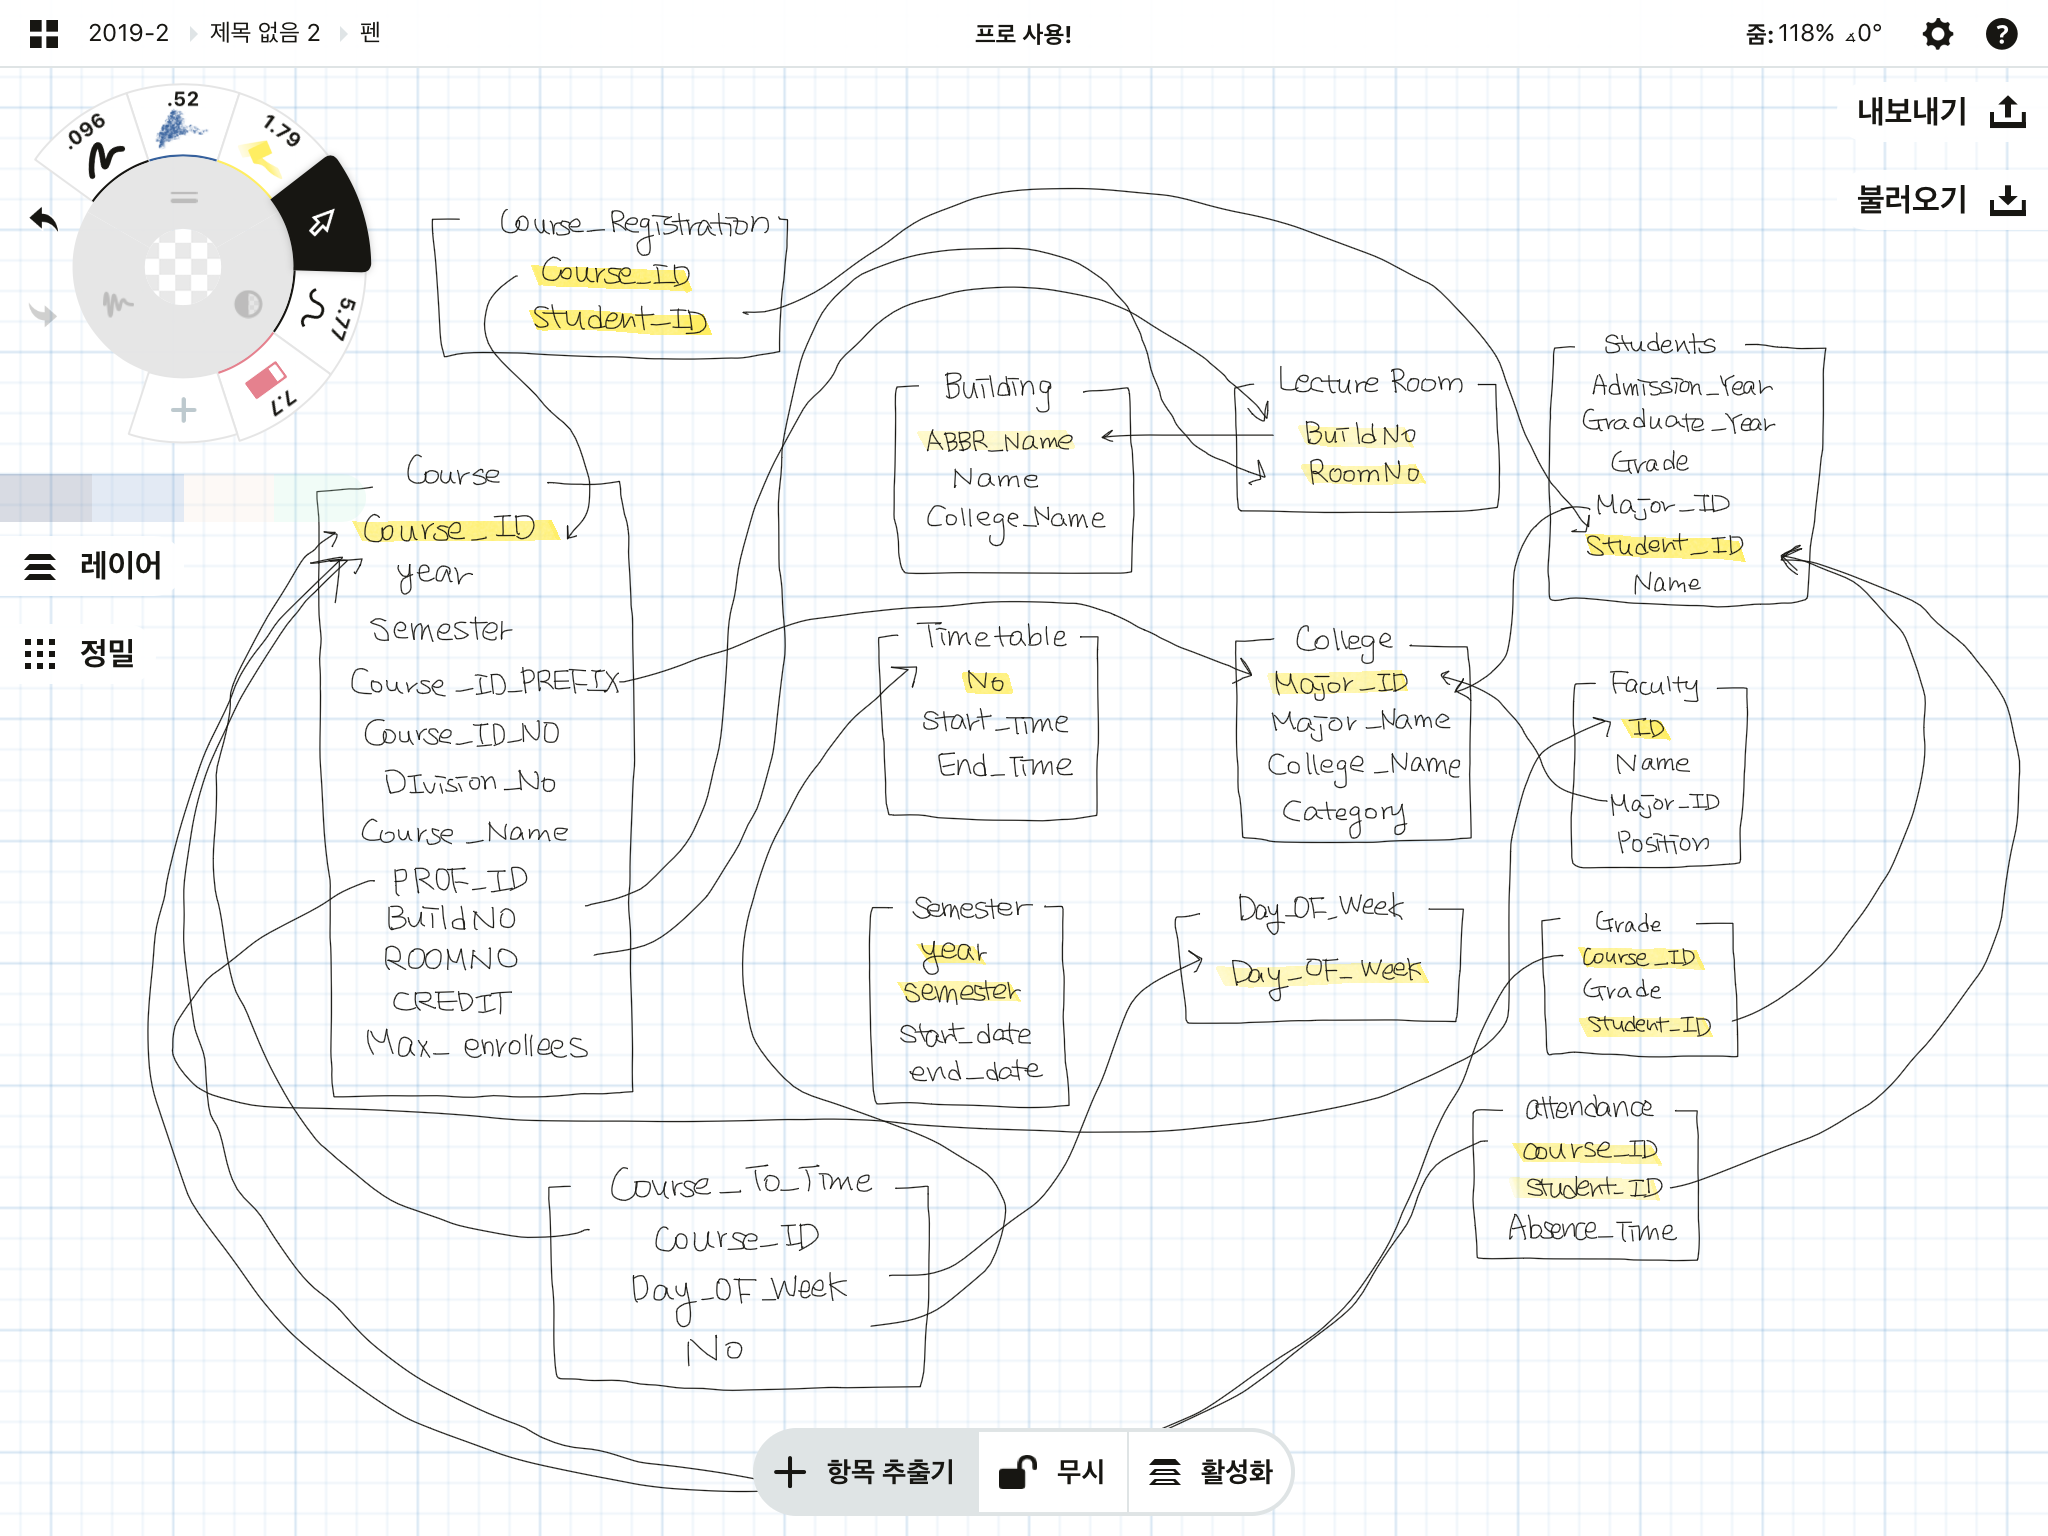 2019-2 제목 없음 2 펜
프로 사용!
줌: 118% ⦟0°
내보내기
불러오기
.096
.52
1.79
5.77
7.7
레이어
정밀
Course_Registration
Course_ID
Student_ID
Course
Course_ID
year
Semester
Course_ID_PREFIX
Course_ID_NO
Division_No
Course_Name
PROF_ID
BuildNO
ROOMNO
CREDIT
Max_enrollees
Building
ABBR_Name
Name
College_Name
Lecture Room
BuildNo
RoomNo
Students
Admission_Year
Graduate_Year
Grade
Major_ID
Student_ID
Name
Timetable
No
Start_Time
End_Time
College
Major_ID
Major_Name
College_Name
Category
Faculty
ID
Name
Major_ID
Position
Semester
year
semester
start_date
end_date
Day_OF_Week
Day_OF_Week
Grade
Course_ID
Grade
Student_ID
attendance
course_ID
student_ID
Absence_Time
Course_To_Time
Course_ID
Day_OF_Week
No
항목 추출기
무시
활성화